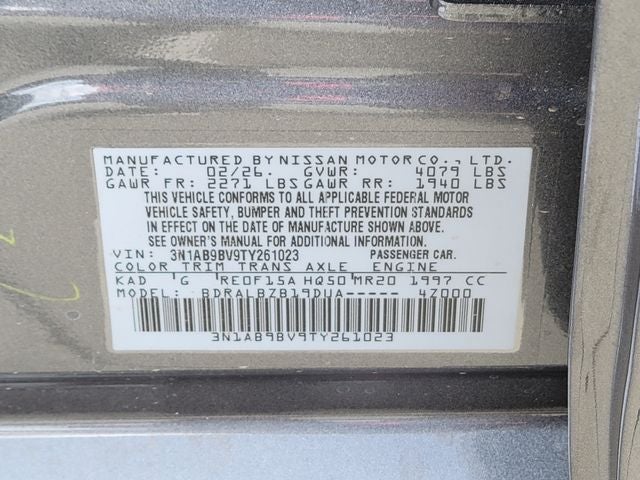 MANUFACTURED BY NISSAN MOTOR CO., LTD.
DATE: 02/26. GVWR: 4079 LBS
GAWR FR: 2271 LBS GAWR RR: 1940 LBS
THIS VEHICLE CONFORMS TO ALL APPLICABLE FEDERAL MOTOR
VEHICLE SAFETY, BUMPER AND THEFT PREVENTION STANDARDS
IN EFFECT ON THE DATE OF MANUFACTURE SHOWN ABOVE.
SEE OWNER'S MANUAL FOR ADDITIONAL INFORMATION.
VIN: 3N1AB9BV9TY261023 PASSENGER CAR.
COLOR TRIM TRANS AXLE ENGINE
KAD G RE0F15A HQ50 MR20 1997 CC
BDRALBZB19DUA----- 4Z000
3N1AB9BV9TY261023